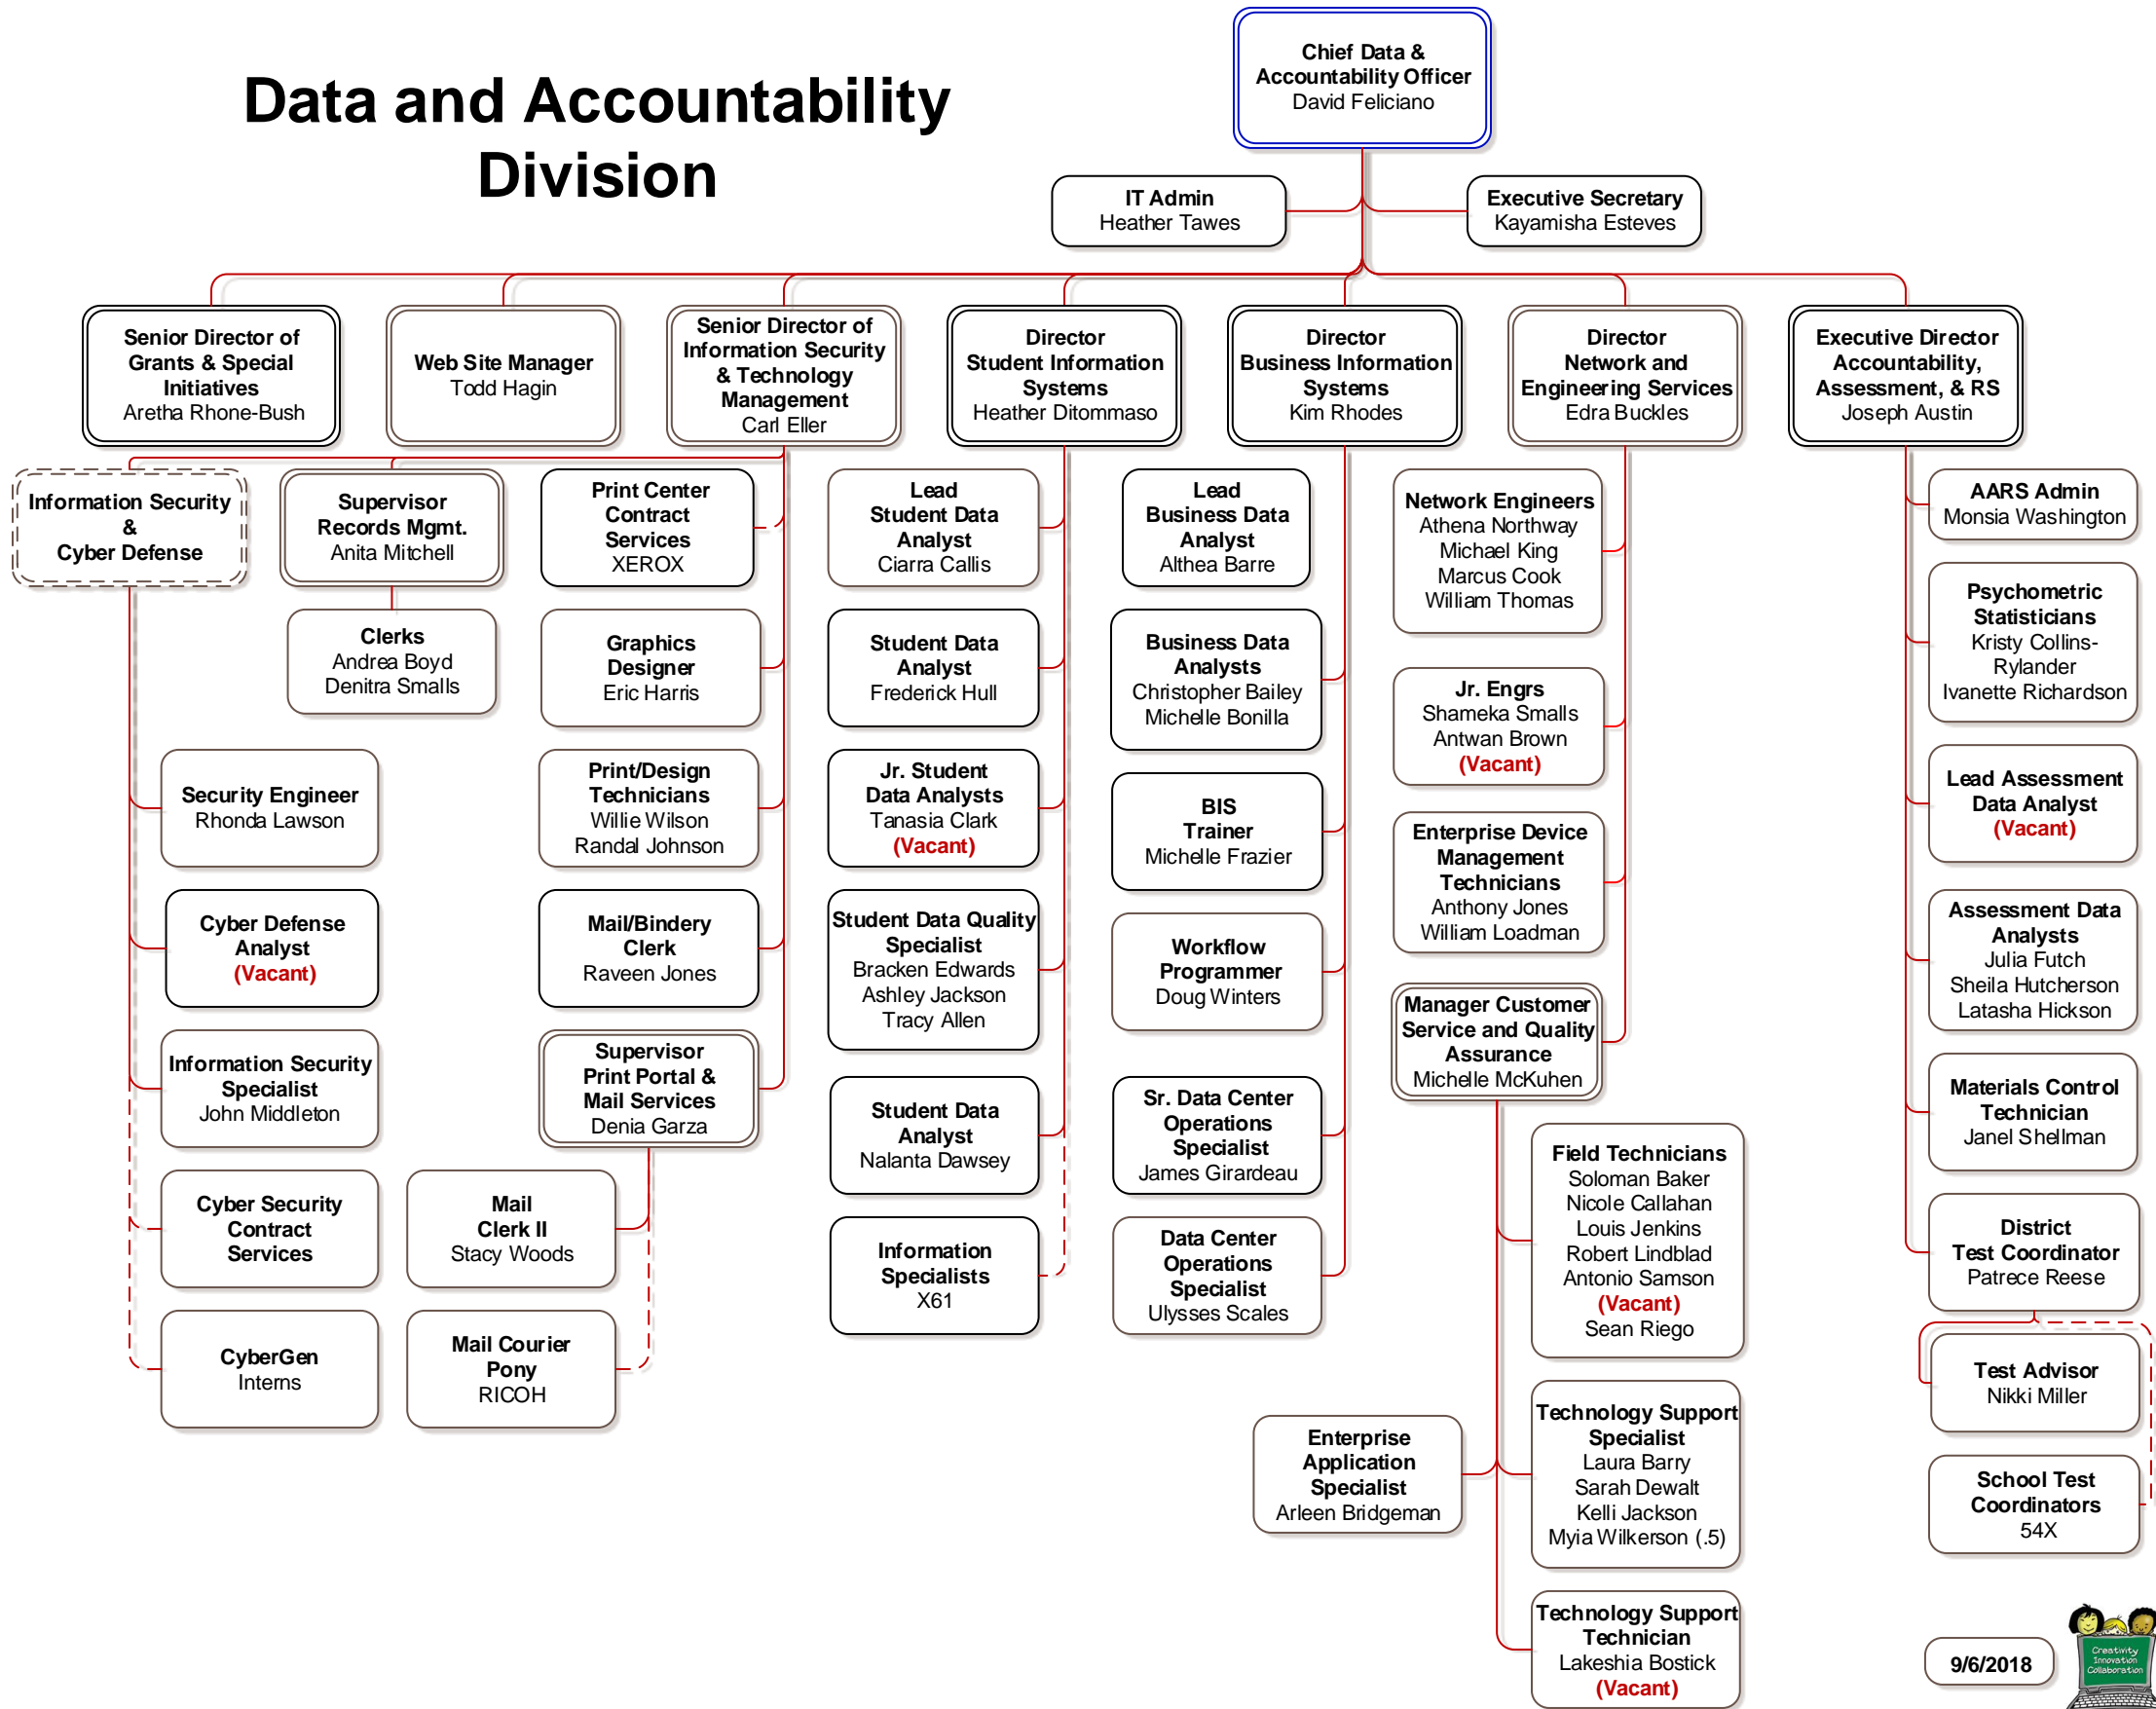 Data and Accountability
Division
Chief Data &
Accountability Officer
David Feliciano
IT Admin
Heather Tawes
Executive Secretary
Kayamisha Esteves
Senior Director of
Grants & Special
Initiatives
Aretha Rhone-Bush
Web Site Manager
Todd Hagin
Senior Director of
Information Security
& Technology
Management
Carl Eller
Director
Student Information
Systems
Heather Ditommaso
Director
Business Information
Systems
Kim Rhodes
Director
Network and
Engineering Services
Edra Buckles
Executive Director
Accountability,
Assessment, & RS
Joseph Austin
Information Security
&
Cyber Defense
Supervisor
Records Mgmt.
Anita Mitchell
Clerks
Andrea Boyd
Denitra Smalls
Security Engineer
Rhonda Lawson
Cyber Defense
Analyst
(Vacant)
Information Security
Specialist
John Middleton
Cyber Security
Contract
Services
CyberGen
Interns
Print Center
Contract
Services
XEROX
Graphics
Designer
Eric Harris
Print/Design
Technicians
Willie Wilson
Randal Johnson
Mail/Bindery
Clerk
Raveen Jones
Supervisor
Print Portal &
Mail Services
Denia Garza
Mail
Clerk II
Stacy Woods
Mail Courier
Pony
RICOH
Lead
Student Data
Analyst
Ciarra Callis
Student Data
Analyst
Frederick Hull
Jr. Student
Data Analysts
Tanasia Clark
(Vacant)
Student Data Quality
Specialist
Bracken Edwards
Ashley Jackson
Tracy Allen
Student Data
Analyst
Nalanta Dawsey
Information
Specialists
X61
Lead
Business Data
Analyst
Althea Barre
Business Data
Analysts
Christopher Bailey
Michelle Bonilla
BIS
Trainer
Michelle Frazier
Workflow
Programmer
Doug Winters
Sr. Data Center
Operations
Specialist
James Girardeau
Data Center
Operations
Specialist
Ulysses Scales
Network Engineers
Athena Northway
Michael King
Marcus Cook
William Thomas
Jr. Engrs
Shameka Smalls
Antwan Brown
(Vacant)
Enterprise Device
Management
Technicians
Anthony Jones
William Loadman
Manager Customer
Service and Quality
Assurance
Michelle McKuhen
Field Technicians
Soloman Baker
Nicole Callahan
Louis Jenkins
Robert Lindblad
Antonio Samson
(Vacant)
Sean Riego
Enterprise
Application
Specialist
Arleen Bridgeman
Technology Support
Specialist
Laura Barry
Sarah Dewalt
Kelli Jackson
Myia Wilkerson (.5)
Technology Support
Technician
Lakeshia Bostick
(Vacant)
AARS Admin
Monsia Washington
Psychometric
Statisticians
Kristy Collins-
Rylander
Ivanette Richardson
Lead Assessment
Data Analyst
(Vacant)
Assessment Data
Analysts
Julia Futch
Sheila Hutcherson
Latasha Hickson
Materials Control
Technician
Janel Shellman
District
Test Coordinator
Patrece Reese
Test Advisor
Nikki Miller
School Test
Coordinators
54X
9/6/2018
Creativity
Innovation
Collaboration